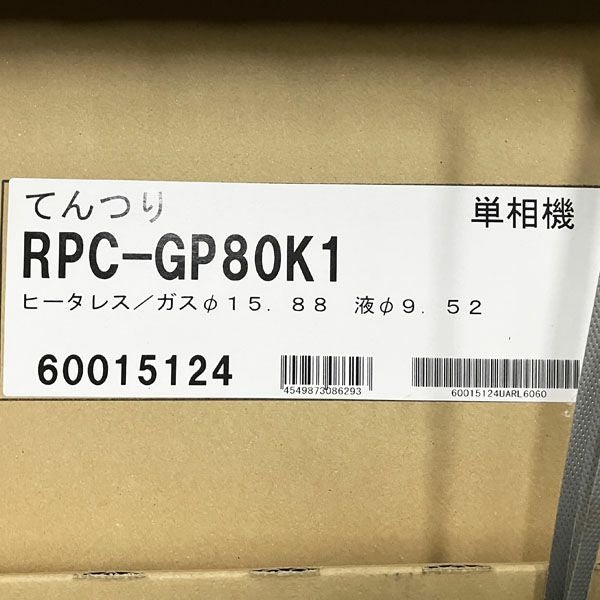 てんつり 単相機
RPC-GP80K1
ヒータレス／ガスφ１５．８８ 液φ９．５２
60015124
4549873086293
60015124UARL6060